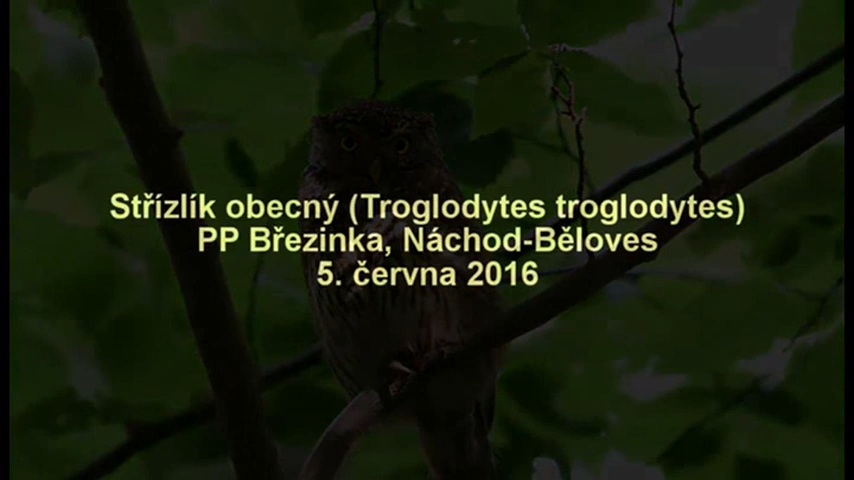 Střízlík obecný (Troglodytes troglodytes)
PP Březinka, Náchod-Běloves
5. června 2016